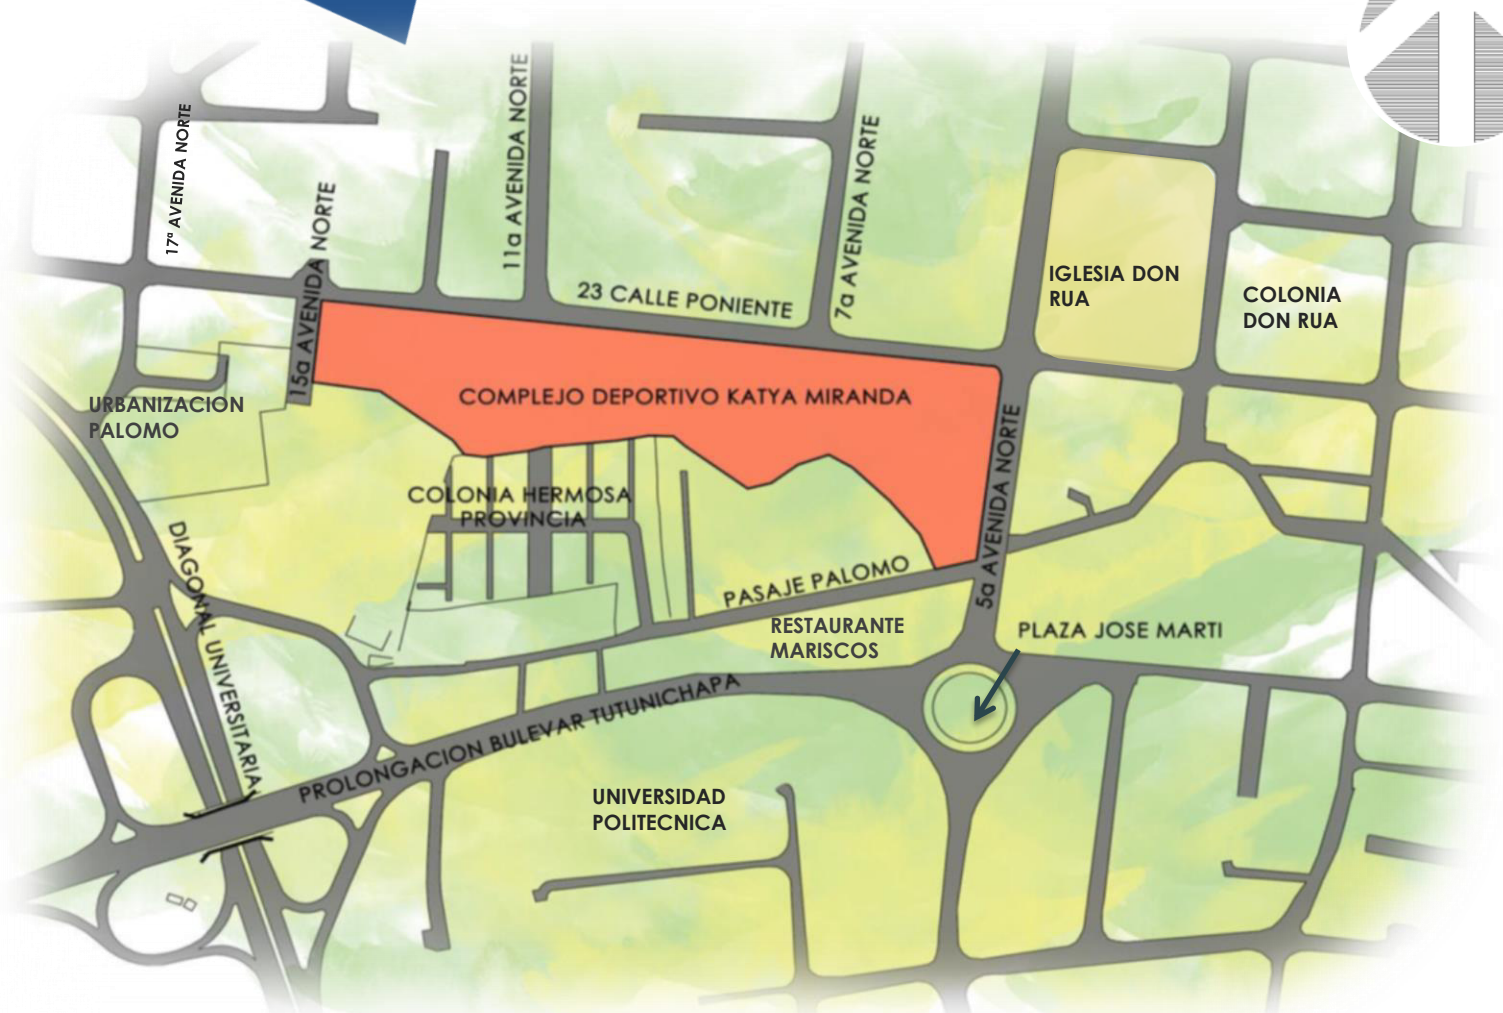 17ª AVENIDA NORTE
15a AVENIDA NORTE
11a AVENIDA NORTE
7a AVENIDA NORTE
23 CALLE PONIENTE
IGLESIA DON
RUA
COLONIA
DON RUA
COMPLEJO DEPORTIVO KATYA MIRANDA
URBANIZACION
PALOMO
COLONIA HERMOSA
PROVINCIA
5a AVENIDA NORTE
DIAGONAL UNIVERSITARIA
PASAJE PALOMO
RESTAURANTE
MARISCOS
PLAZA JOSE MARTI
PROLONGACION BULEVAR TUTUNICHAPA
UNIVERSIDAD
POLITECNICA